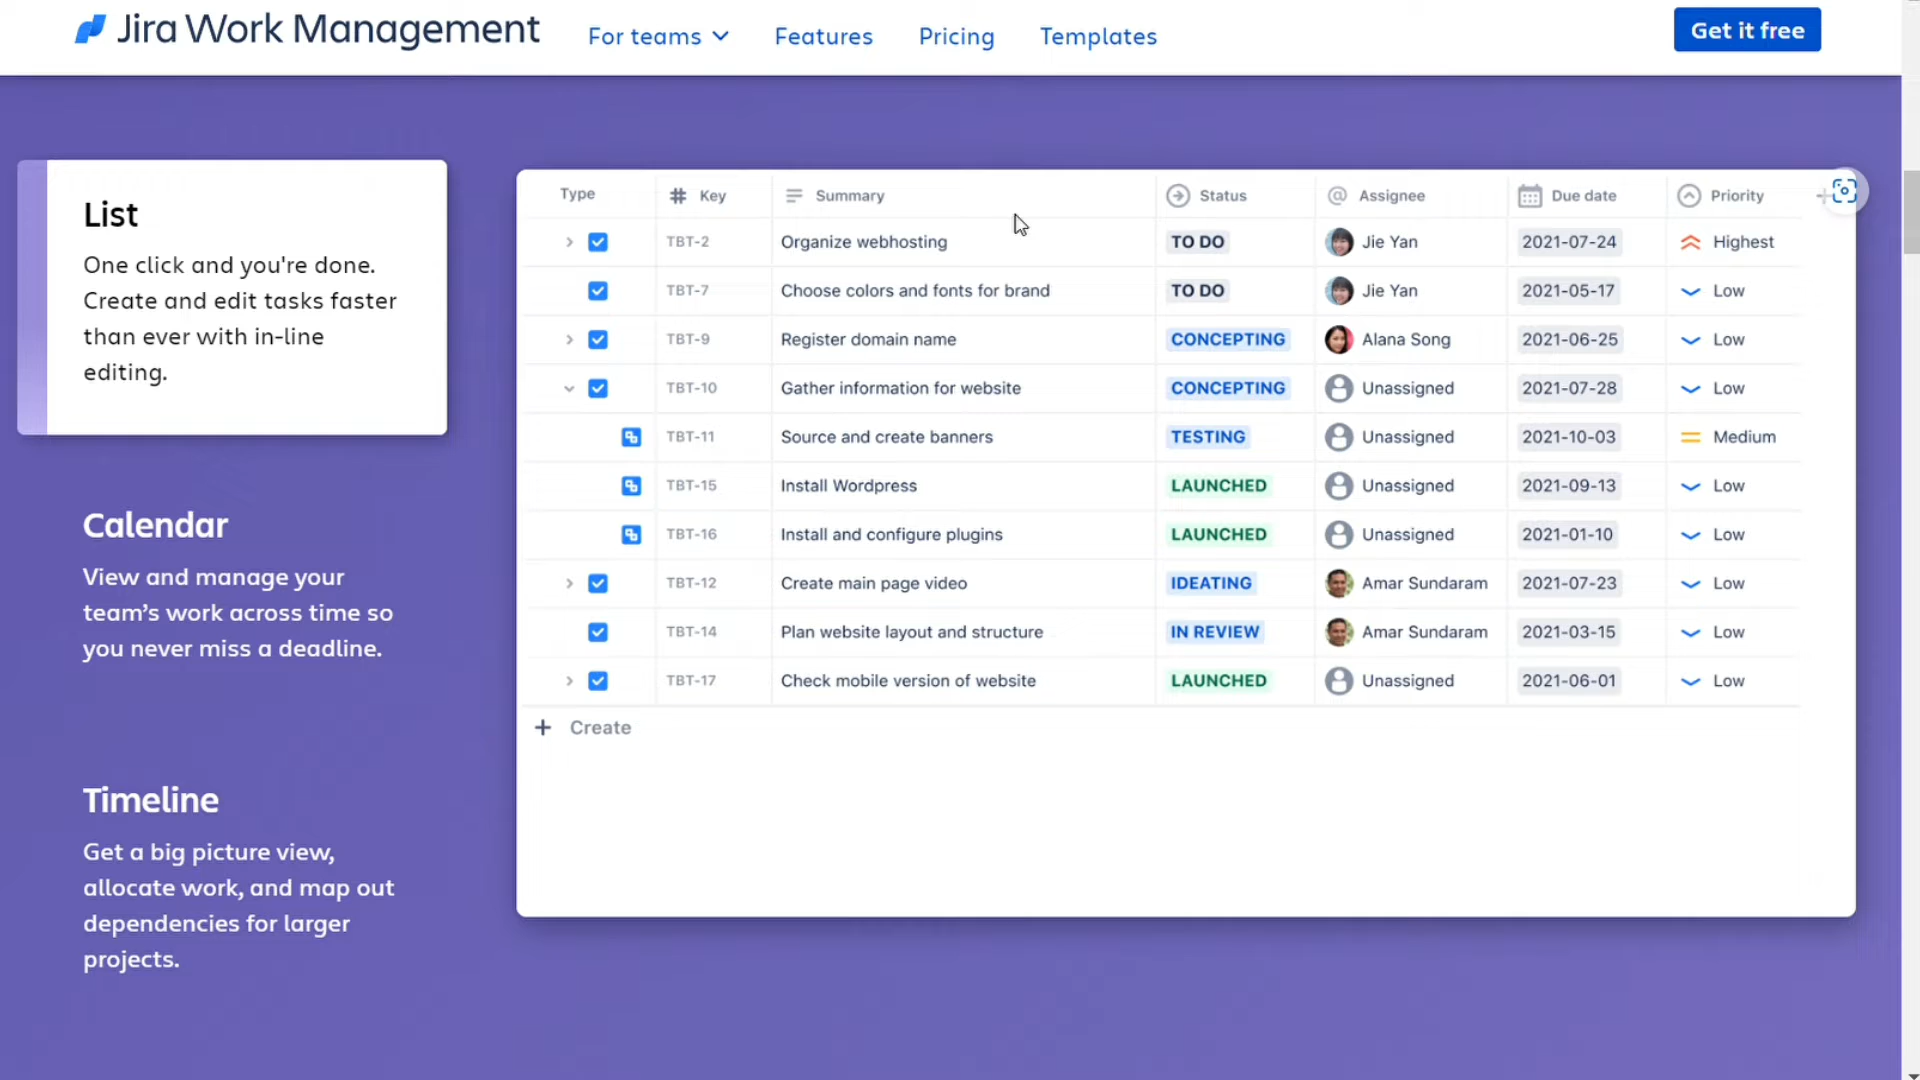 Jira Work Management For teams Features Pricing Templates Get it free
List
One click and you're done.
Create and edit tasks faster
than ever with in-line
editing.
Calendar
View and manage your
team’s work across time so
you never miss a deadline.
Timeline
Get a big picture view,
allocate work, and map out
dependencies for larger
projects.
Type # Key Summary Status @ Assignee Due date Priority +
TBT-2 Organize webhosting TO DO Jie Yan 2021-07-24 Highest
TBT-7 Choose colors and fonts for brand TO DO Jie Yan 2021-05-17 Low
TBT-9 Register domain name CONCEPTING Alana Song 2021-06-25 Low
TBT-10 Gather information for website CONCEPTING Unassigned 2021-07-28 Low
TBT-11 Source and create banners TESTING Unassigned 2021-10-03 Medium
TBT-15 Install Wordpress LAUNCHED Unassigned 2021-09-13 Low
TBT-16 Install and configure plugins LAUNCHED Unassigned 2021-01-10 Low
TBT-12 Create main page video IDEATING Amar Sundaram 2021-07-23 Low
TBT-14 Plan website layout and structure IN REVIEW Amar Sundaram 2021-03-15 Low
TBT-17 Check mobile version of website LAUNCHED Unassigned 2021-06-01 Low
+ Create